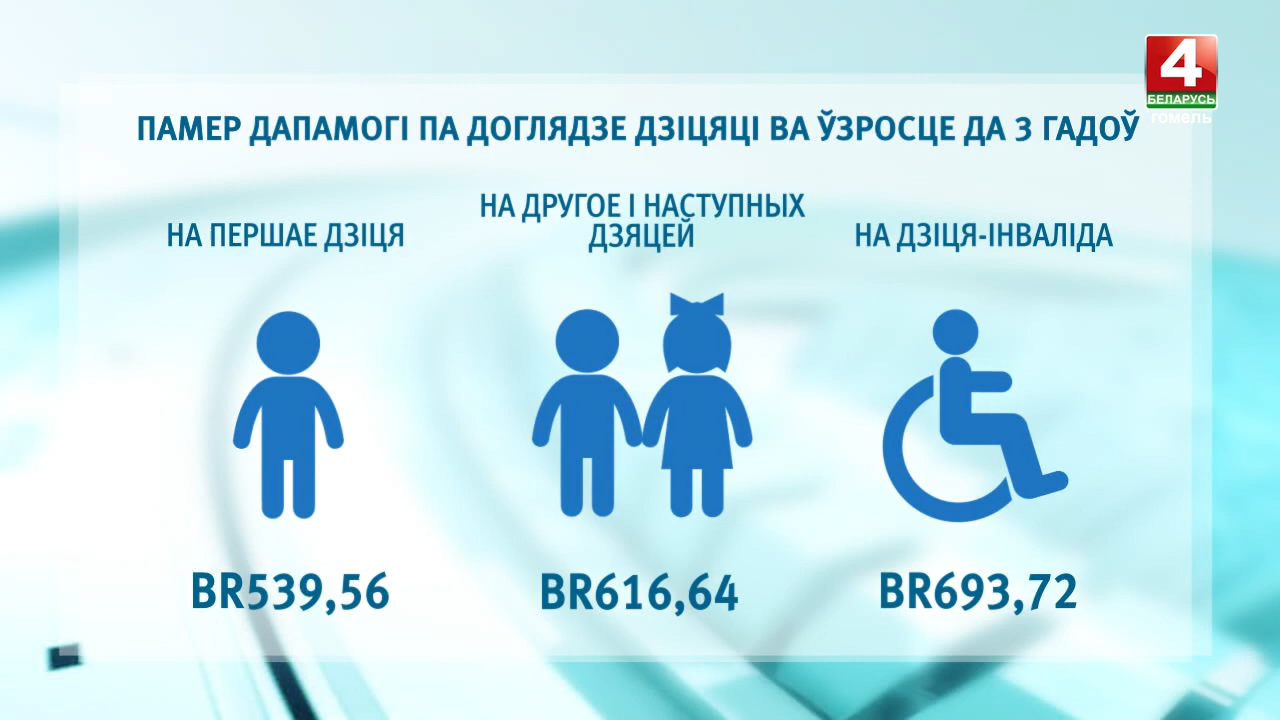 4
БЕЛАРУСЬ
гомель
ПАМЕР ДАПАМОГІ ПА ДОГЛЯДЗЕ ДЗІЦЯЦІ ВА ЎЗРОСЦЕ ДА 3 ГАДОЎ
НА ПЕРШАЕ ДЗІЦЯ
НА ДРУГОЕ І НАСТУПНЫХ
ДЗЯЦЕЙ
НА ДЗІЦЯ-ІНВАЛІДА
BR539,56
BR616,64
BR693,72